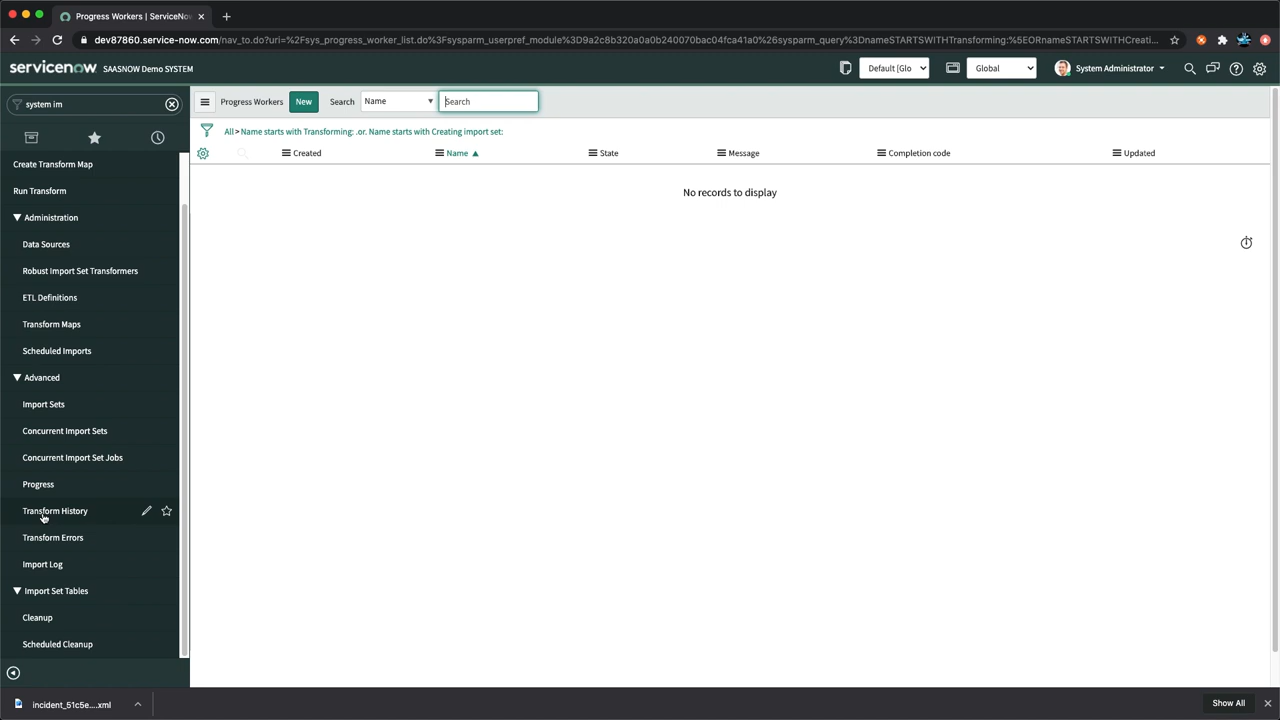 Progress Workers | ServiceNow
dev87860.service-now.com/nav_to.do?uri=%2Fsys_progress_worker_list.do%3Fsysparm_userpref_module%3D9a2c8b320a0a0b240070bac04fca41a0%26sysparm_query%3DnameSTARTSWITHTransforming:%5EORnameSTARTSWITHCreati...
servicenow SAASNOW Demo SYSTEM
Default [Glo
Global
System Administrator
system im
Progress Workers
New
Search
Name
Search
All > Name starts with Transforming: .or. Name starts with Creating import set:
Created
Name
State
Message
Completion code
Updated
No records to display
Create Transform Map
Run Transform
Administration
Data Sources
Robust Import Set Transformers
ETL Definitions
Transform Maps
Scheduled Imports
Advanced
Import Sets
Concurrent Import Sets
Concurrent Import Set Jobs
Progress
Transform History
Transform Errors
Import Log
Import Set Tables
Cleanup
Scheduled Cleanup
incident_51c5e....xml
Show All